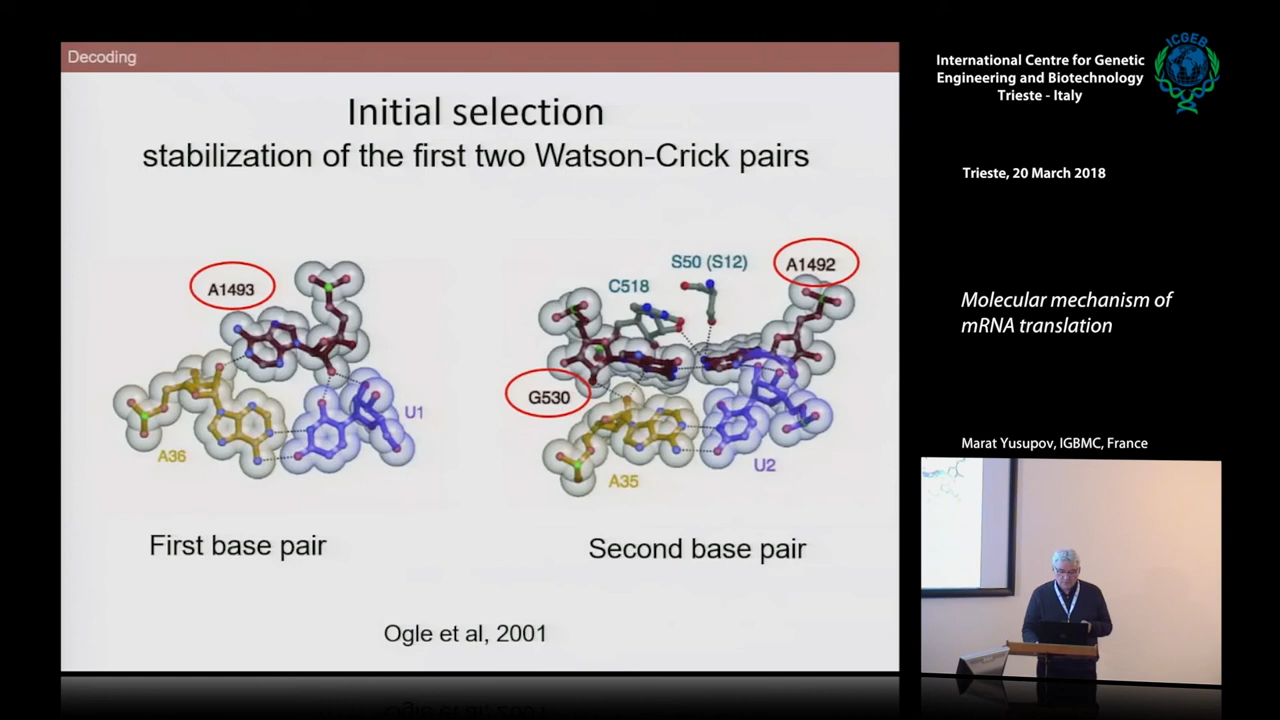 Decoding
Initial selection
stabilization of the first two Watson-Crick pairs
A1493
A36
U1
First base pair
C518
S50 (S12)
A1492
G530
A35
U2
Second base pair
Ogle et al, 2001
International Centre for Genetic
Engineering and Biotechnology
Trieste - Italy
ICGEB
Trieste, 20 March 2018
Molecular mechanism of
mRNA translation
Marat Yusupov, IGBMC, France